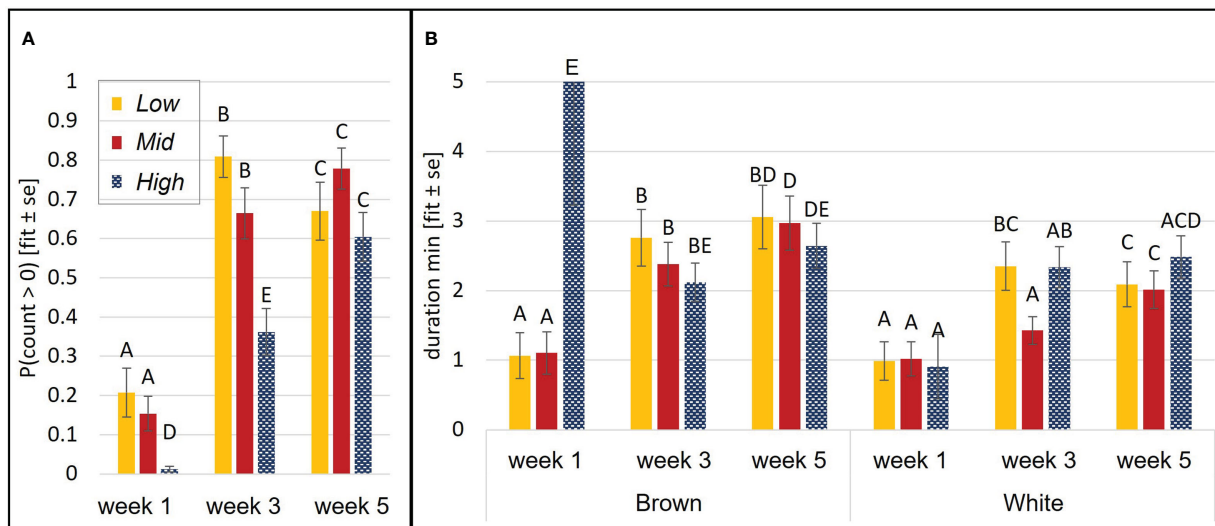 A
P(count > 0) [fit ± se]
1
0.9
0.8
0.7
0.6
0.5
0.4
0.3
0.2
0.1
0
Low
Mid
High
A
A
D
B
B
E
C
C
C
week 1
week 3
week 5
B
duration min [fit ± se]
5
4
3
2
1
0
A
A
E
B
B
BE
BD
D
DE
A
A
A
BC
A
AB
C
C
ACD
week 1
week 3
week 5
week 1
week 3
week 5
Brown
White